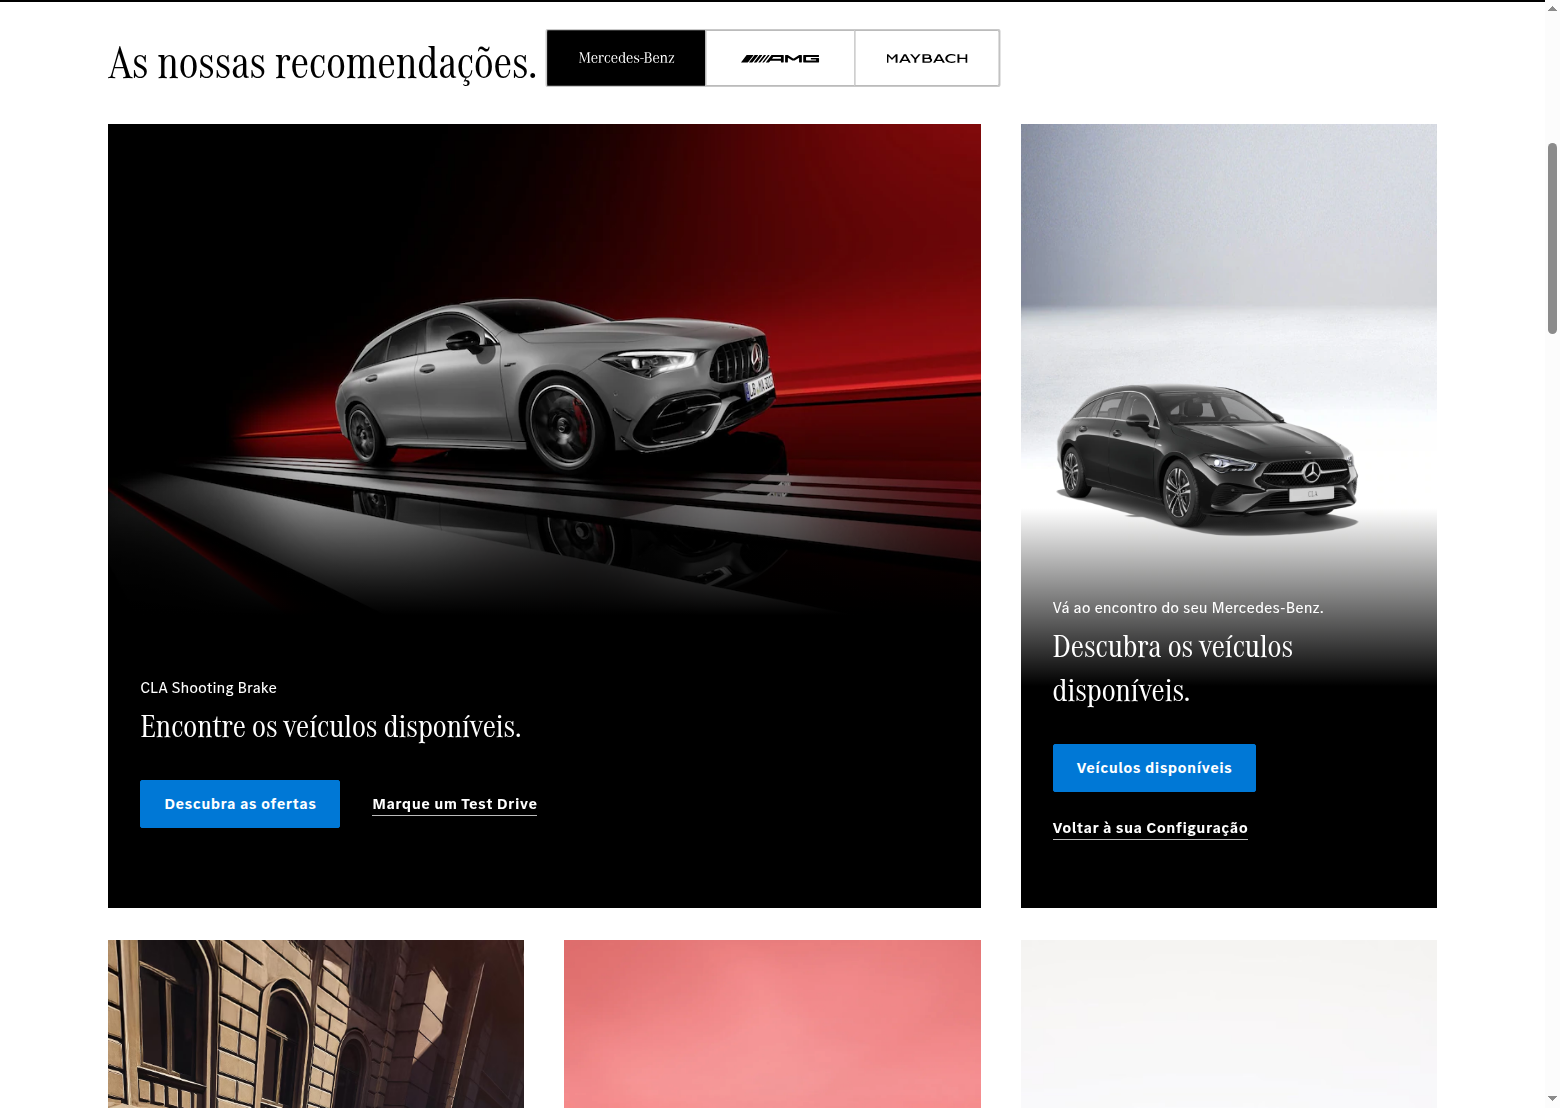 As nossas recomendações.
Mercedes-Benz
AMG
MAYBACH
CLA
CLA Shooting Brake
Encontre os veículos disponíveis.
Descubra as ofertas
Marque um Test Drive
Vá ao encontro do seu Mercedes-Benz.
Descubra os veículos
disponíveis.
Veículos disponíveis
Voltar à sua Configuração